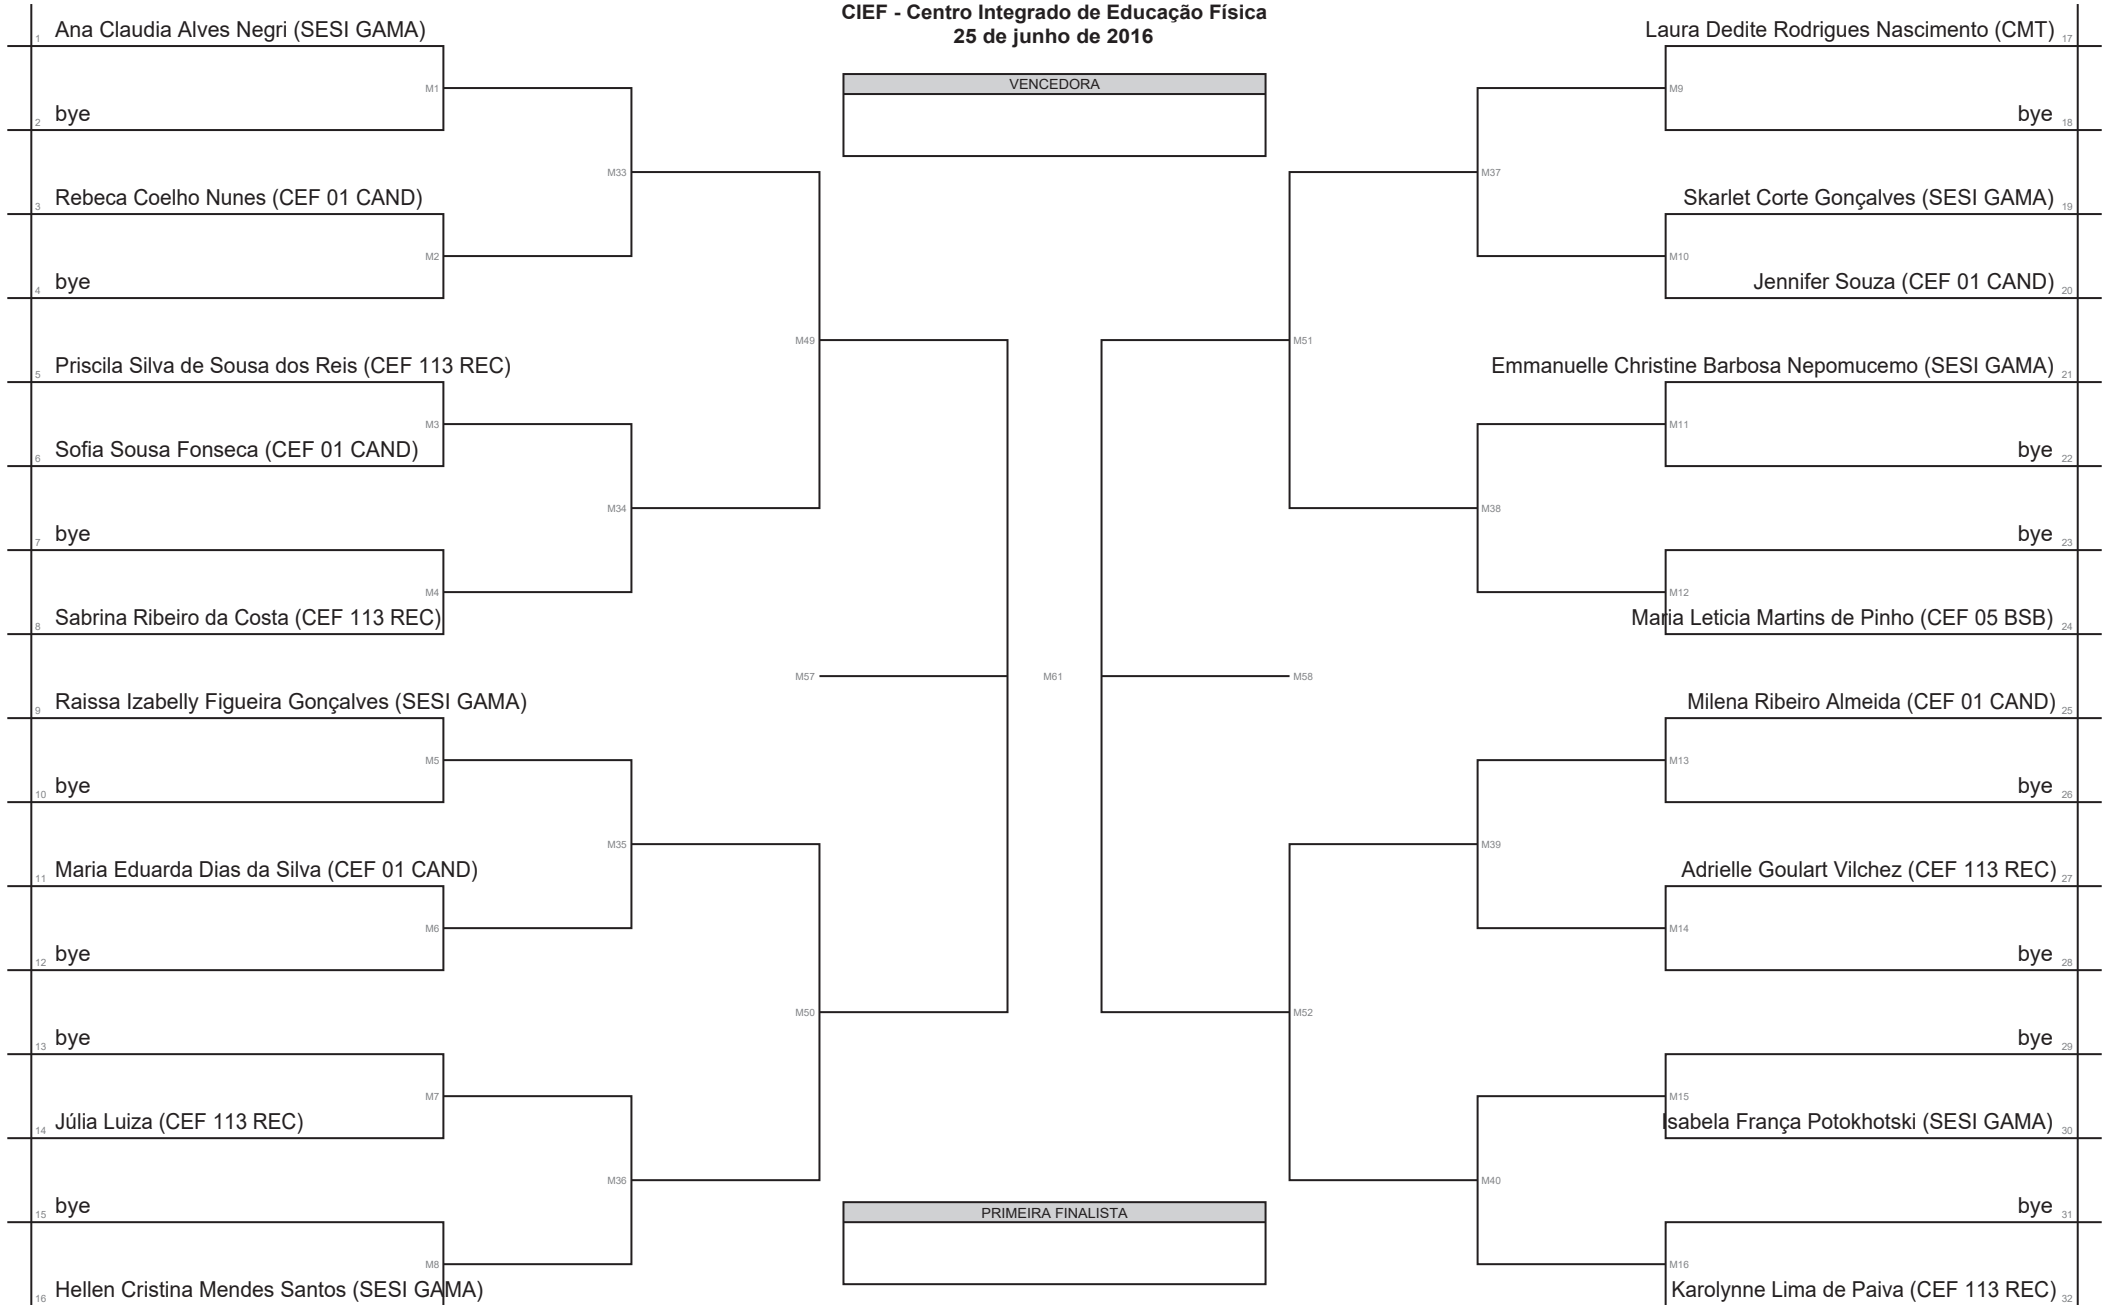 CIEF - Centro Integrado de Educação Física
25 de junho de 2016
VENCEDORA
1 Ana Claudia Alves Negri (SESI GAMA)
M1
2 bye
M33
3 Rebeca Coelho Nunes (CEF 01 CAND)
M2
4 bye
M49
5 Priscila Silva de Sousa dos Reis (CEF 113 REC)
M3
6 Sofia Sousa Fonseca (CEF 01 CAND)
M34
7 bye
M4
8 Sabrina Ribeiro da Costa (CEF 113 REC)
M57
9 Raissa Izabelly Figueira Gonçalves (SESI GAMA)
M5
10 bye
M35
11 Maria Eduarda Dias da Silva (CEF 01 CAND)
M6
12 bye
M50
13 bye
M7
14 Júlia Luiza (CEF 113 REC)
M36
15 bye
M8
16 Hellen Cristina Mendes Santos (SESI GAMA)
M61
PRIMEIRA FINALISTA
Laura Dedite Rodrigues Nascimento (CMT) 17
M9
bye 18
M37
Skarlet Corte Gonçalves (SESI GAMA) 19
M10
Jennifer Souza (CEF 01 CAND) 20
M51
Emmanuelle Christine Barbosa Nepomucemo (SESI GAMA) 21
M11
bye 22
M38
bye 23
M12
Maria Leticia Martins de Pinho (CEF 05 BSB) 24
M58
Milena Ribeiro Almeida (CEF 01 CAND) 25
M13
bye 26
M39
Adrielle Goulart Vilchez (CEF 113 REC) 27
M14
bye 28
M52
bye 29
M15
Isabela França Potokhotski (SESI GAMA) 30
M40
bye 31
M16
Karolynne Lima de Paiva (CEF 113 REC) 32